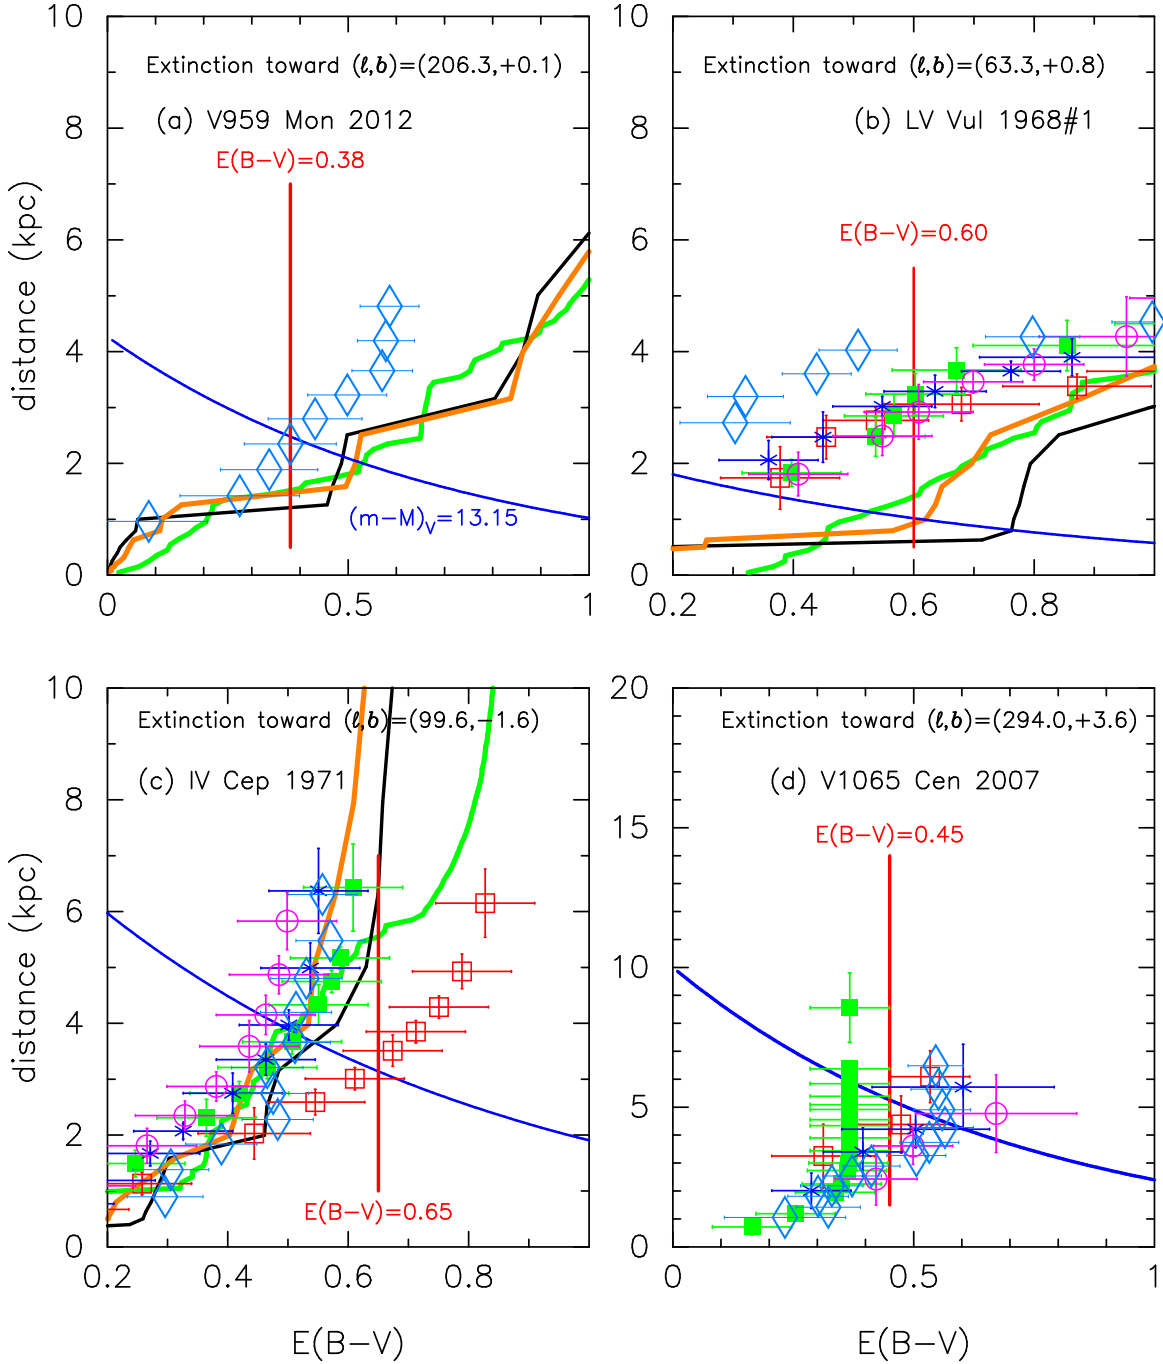 10
8
6
4
2
0
distance (kpc)
Extinction toward (ℓ,b)=(206.3,+0.1)
(a) V959 Mon 2012
E(B−V)=0.38
(m−M)V=13.15
0
0.5
1
Extinction toward (ℓ,b)=(63.3,+0.8)
(b) LV Vul 1968#1
E(B−V)=0.60
10
8
6
4
2
0
0.2
0.4
0.6
0.8
10
8
6
4
2
0
distance (kpc)
Extinction toward (ℓ,b)=(99.6,−1.6)
(c) IV Cep 1971
E(B−V)=0.65
0.2
0.4
0.6
0.8
E(B−V)
20
15
10
5
0
Extinction toward (ℓ,b)=(294.0,+3.6)
(d) V1065 Cen 2007
E(B−V)=0.45
0
0.5
1
E(B−V)